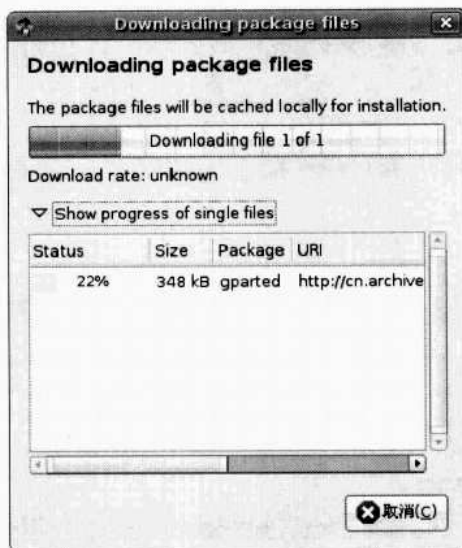 Downloading package files
Downloading package files
The package files will be cached locally for installation.
Downloading file 1 of 1
Download rate: unknown
Show progress of single files
Status Size Package URI
22% 348 kB gparted http://cn.archive
取消(C)